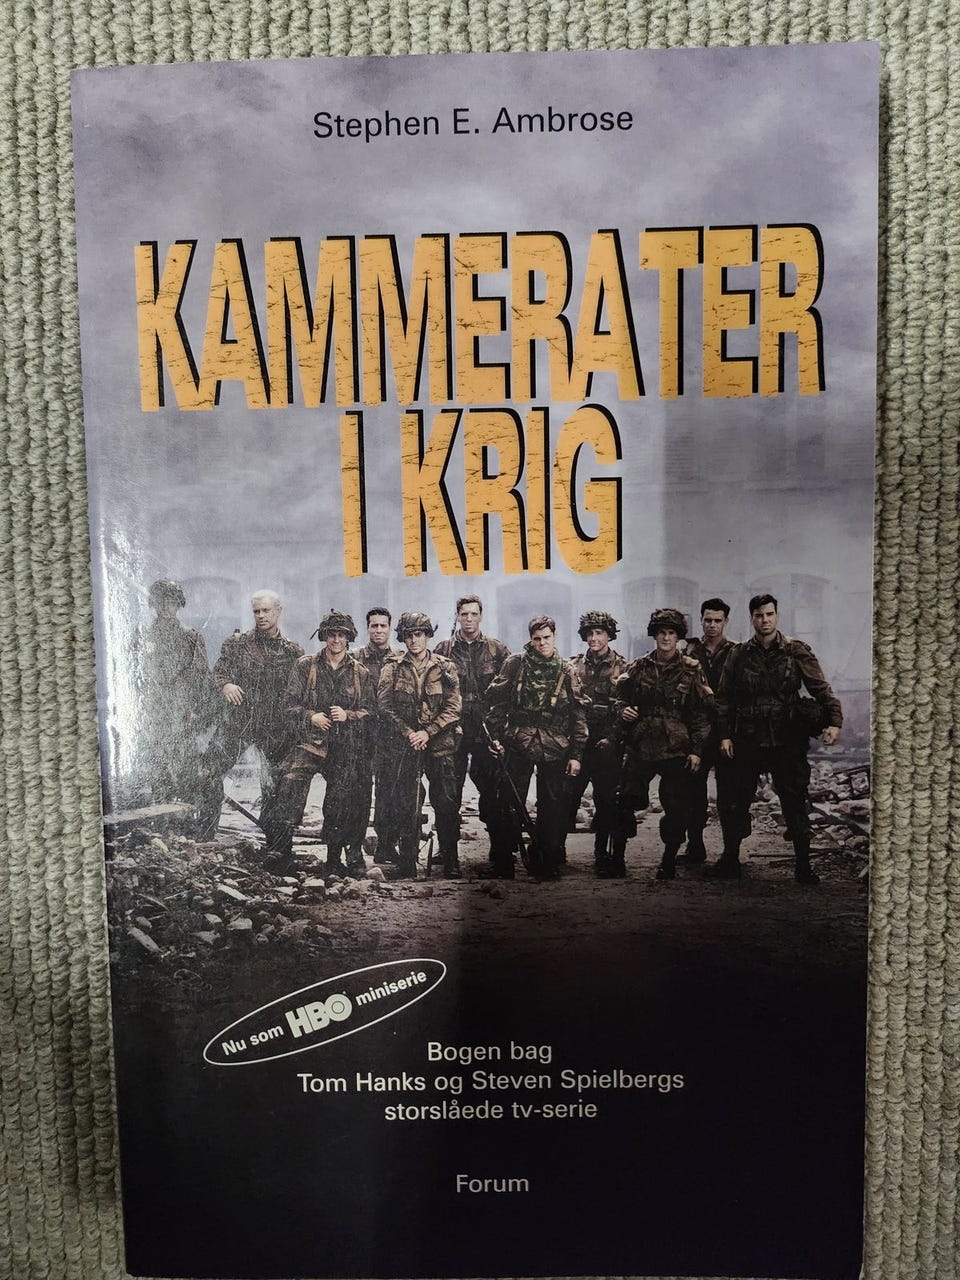 Stephen E. Ambrose
KAMMERATER
I KRIG
Nu som HBO miniserie
Bogen bag
Tom Hanks og Steven Spielbergs
storslåede tv-serie
Forum